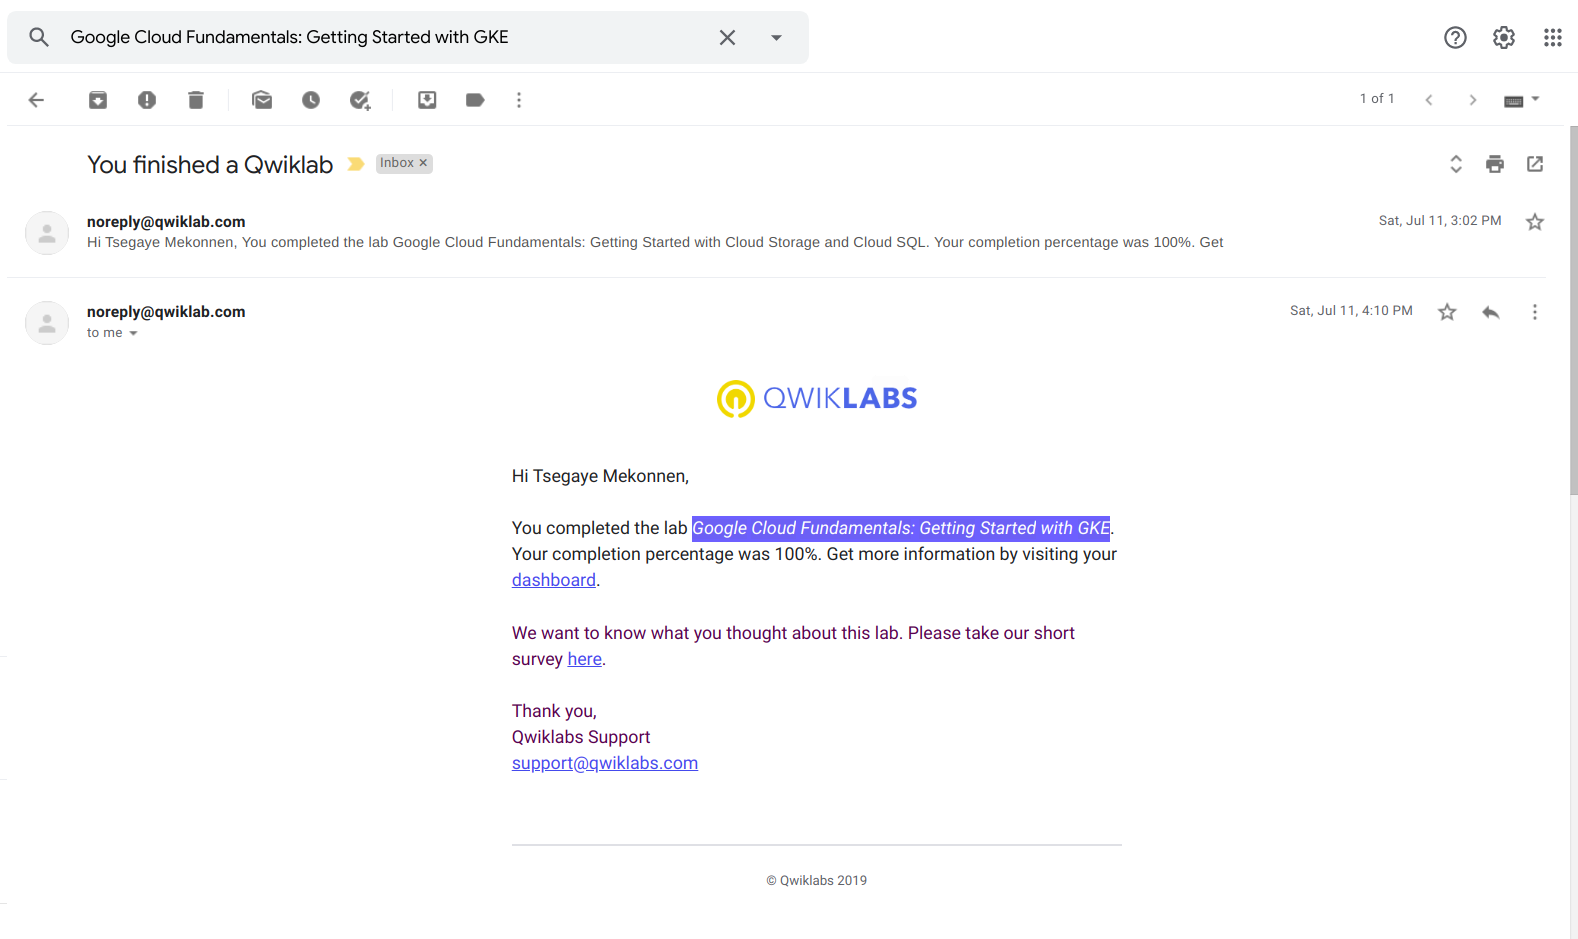 Google Cloud Fundamentals: Getting Started with GKE
1 of 1
You finished a Qwiklab
Inbox ×
noreply@qwiklab.com
Sat, Jul 11, 3:02 PM
Hi Tsegaye Mekonnen, You completed the lab Google Cloud Fundamentals: Getting Started with Cloud Storage and Cloud SQL. Your completion percentage was 100%. Get
noreply@qwiklab.com
Sat, Jul 11, 4:10 PM
to me
QWIKLABS
Hi Tsegaye Mekonnen,
You completed the lab Google Cloud Fundamentals: Getting Started with GKE.
Your completion percentage was 100%. Get more information by visiting your
dashboard.
We want to know what you thought about this lab. Please take our short
survey here.
Thank you,
Qwiklabs Support
support@qwiklabs.com
© Qwiklabs 2019